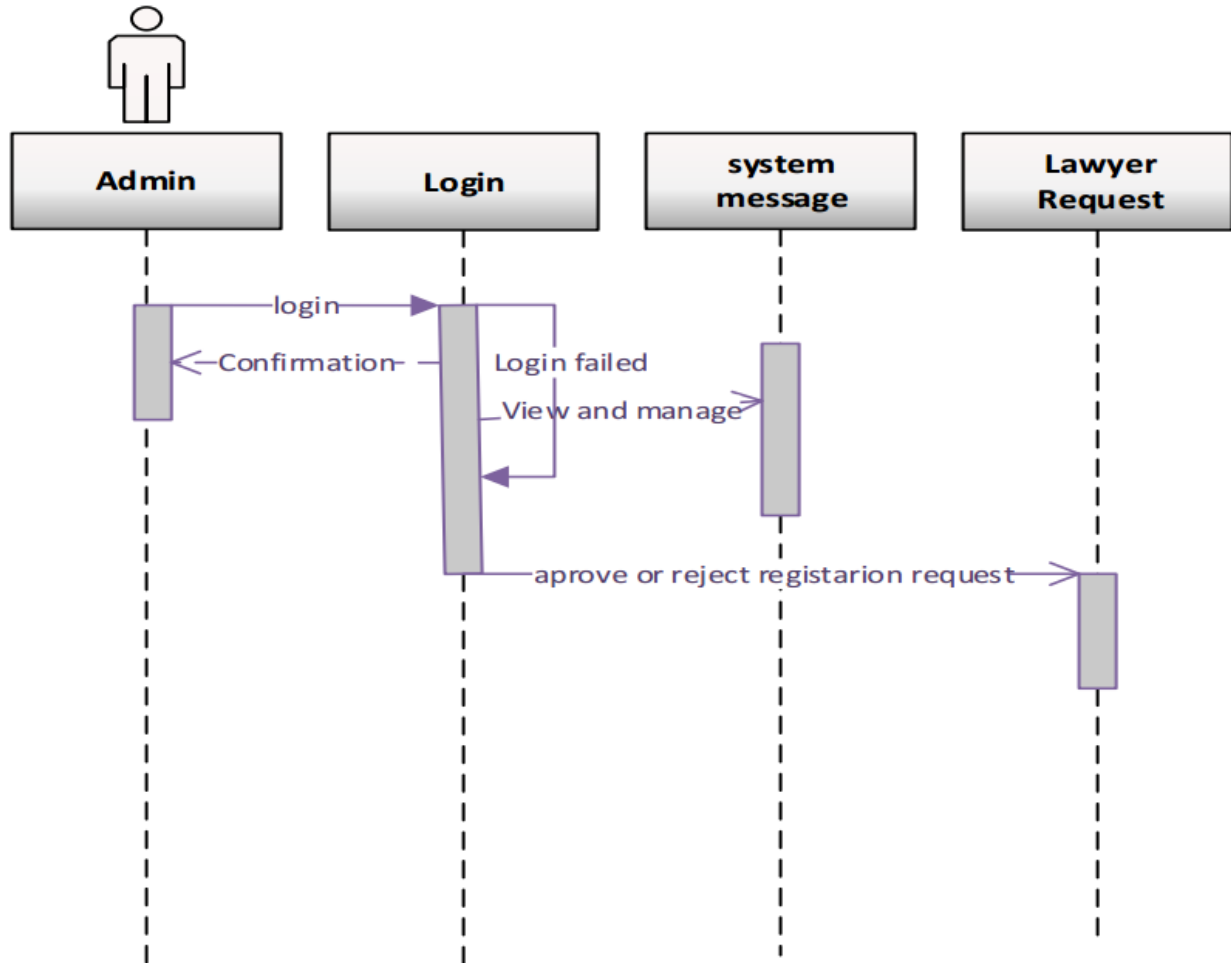 Admin
Login
system
message
Lawyer
Request
login
Confirmation
Login failed
View and manage
aprove or reject registarion request